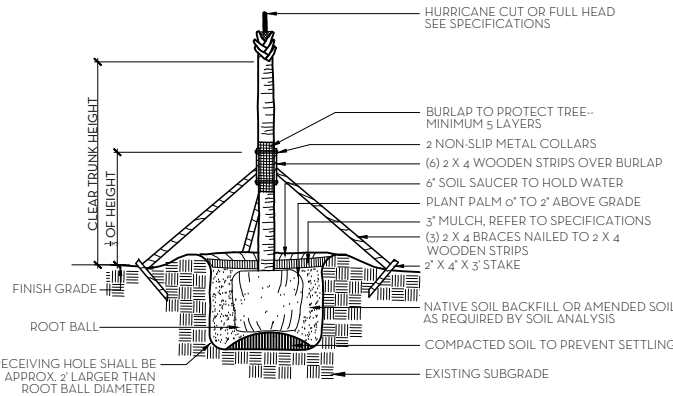 HURRICANE CUT OR FULL HEAD
SEE SPECIFICATIONS
BURLAP TO PROTECT TREE--
MINIMUM 5 LAYERS
2 NON-SLIP METAL COLLARS
(6) 2 X 4 WOODEN STRIPS OVER BURLAP
6" SOIL SAUCER TO HOLD WATER
PLANT PALM 0" TO 2" ABOVE GRADE
3" MULCH, REFER TO SPECIFICATIONS
(3) 2 X 4 BRACES NAILED TO 2 X 4
WOODEN STRIPS
2" X 4" X 3' STAKE
NATIVE SOIL BACKFILL OR AMENDED SOIL
AS REQUIRED BY SOIL ANALYSIS
COMPACTED SOIL TO PREVENT SETTLING
EXISTING SUBGRADE
CLEAR TRUNK HEIGHT
OF HEIGHT
FINISH GRADE
ROOT BALL
RECEIVING HOLE SHALL BE
APPROX. 2' LARGER THAN
ROOT BALL DIAMETER